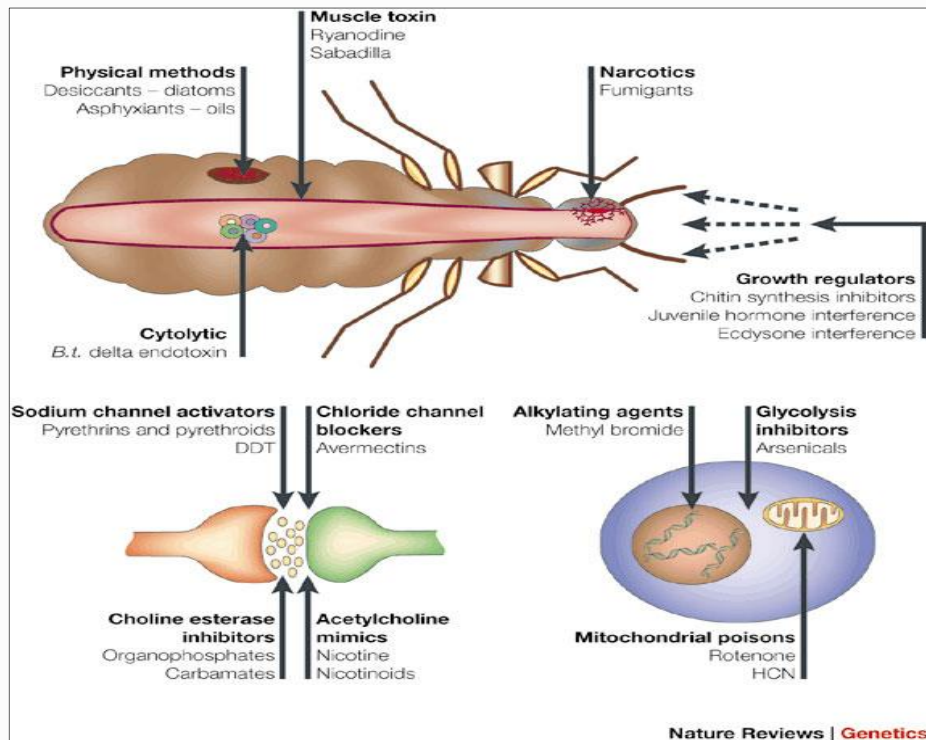 Muscle toxin
Ryanodine
Sabadilla
Physical methods
Desiccants – diatoms
Asphyxiants – oils
Narcotics
Fumigants
Growth regulators
Chitin synthesis inhibitors
Juvenile hormone interference
Ecdysone interference
Cytolytic
B.t. delta endotoxin
Sodium channel activators
Pyrethrins and pyrethroids
DDT
Chloride channel
blockers
Avermectins
Alkylating agents
Methyl bromide
Glycolysis
inhibitors
Arsenicals
Choline esterase
inhibitors
Organophosphates
Carbamates
Acetylcholine
mimics
Nicotine
Nicotinoids
Mitochondrial poisons
Rotenone
HCN
Nature Reviews | Genetics